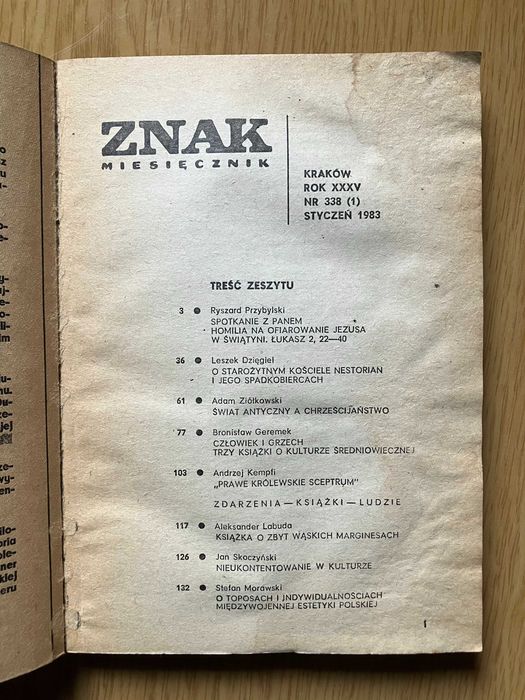 ZNAK
MIESIĘCZNIK
KRAKÓW
ROK XXXV
NR 338 (1)
STYCZEŃ 1983
TREŚĆ ZESZYTU
3 ● Ryszard Przybylski
SPOTKANIE Z PANEM
HOMILIA NA OFIAROWANIE JEZUSA
W ŚWIĄTYNI. ŁUKASZ 2, 22—40
36 ● Leszek Dzięgiel
O STAROŻYTNYM KOŚCIELE NESTORIAN
I JEGO SPADKOBIERCACH
61 ● Adam Ziółkowski
ŚWIAT ANTYCZNY A CHRZEŚCIJAŃSTWO
77 ● Bronisław Geremek
CZŁOWIEK I GRZECH
TRZY KSIĄŻKI O KULTURZE ŚREDNIOWIECZNEJ
103 ● Andrzej Kempfi
„PRAWE KRÓLEWSKIE SCEPTRUM”
ZDARZENIA — KSIĄŻKI — LUDZIE
117 ● Aleksander Labuda
KSIĄŻKA O ZBYT WĄSKICH MARGINESACH
126 ● Jan Skoczyński
NIEUKONTENTOWANIE W KULTURZE
132 ● Stefan Morawski
O TOPOSACH I INDYWIDUALNOŚCIACH
MIĘDZYWOJENNEJ ESTETYKI POLSKIEJ
1